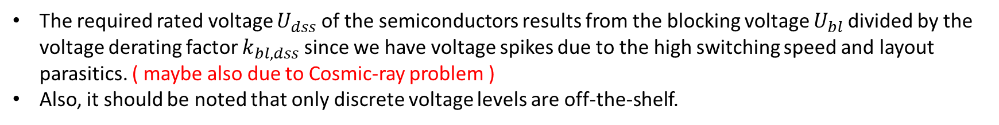 • The required rated voltage U_dss of the semiconductors results from the blocking voltage U_bl divided by the
voltage derating factor k_bl,dss since we have voltage spikes due to the high switching speed and layout
parasitics. ( maybe also due to Cosmic-ray problem )
• Also, it should be noted that only discrete voltage levels are off-the-shelf.